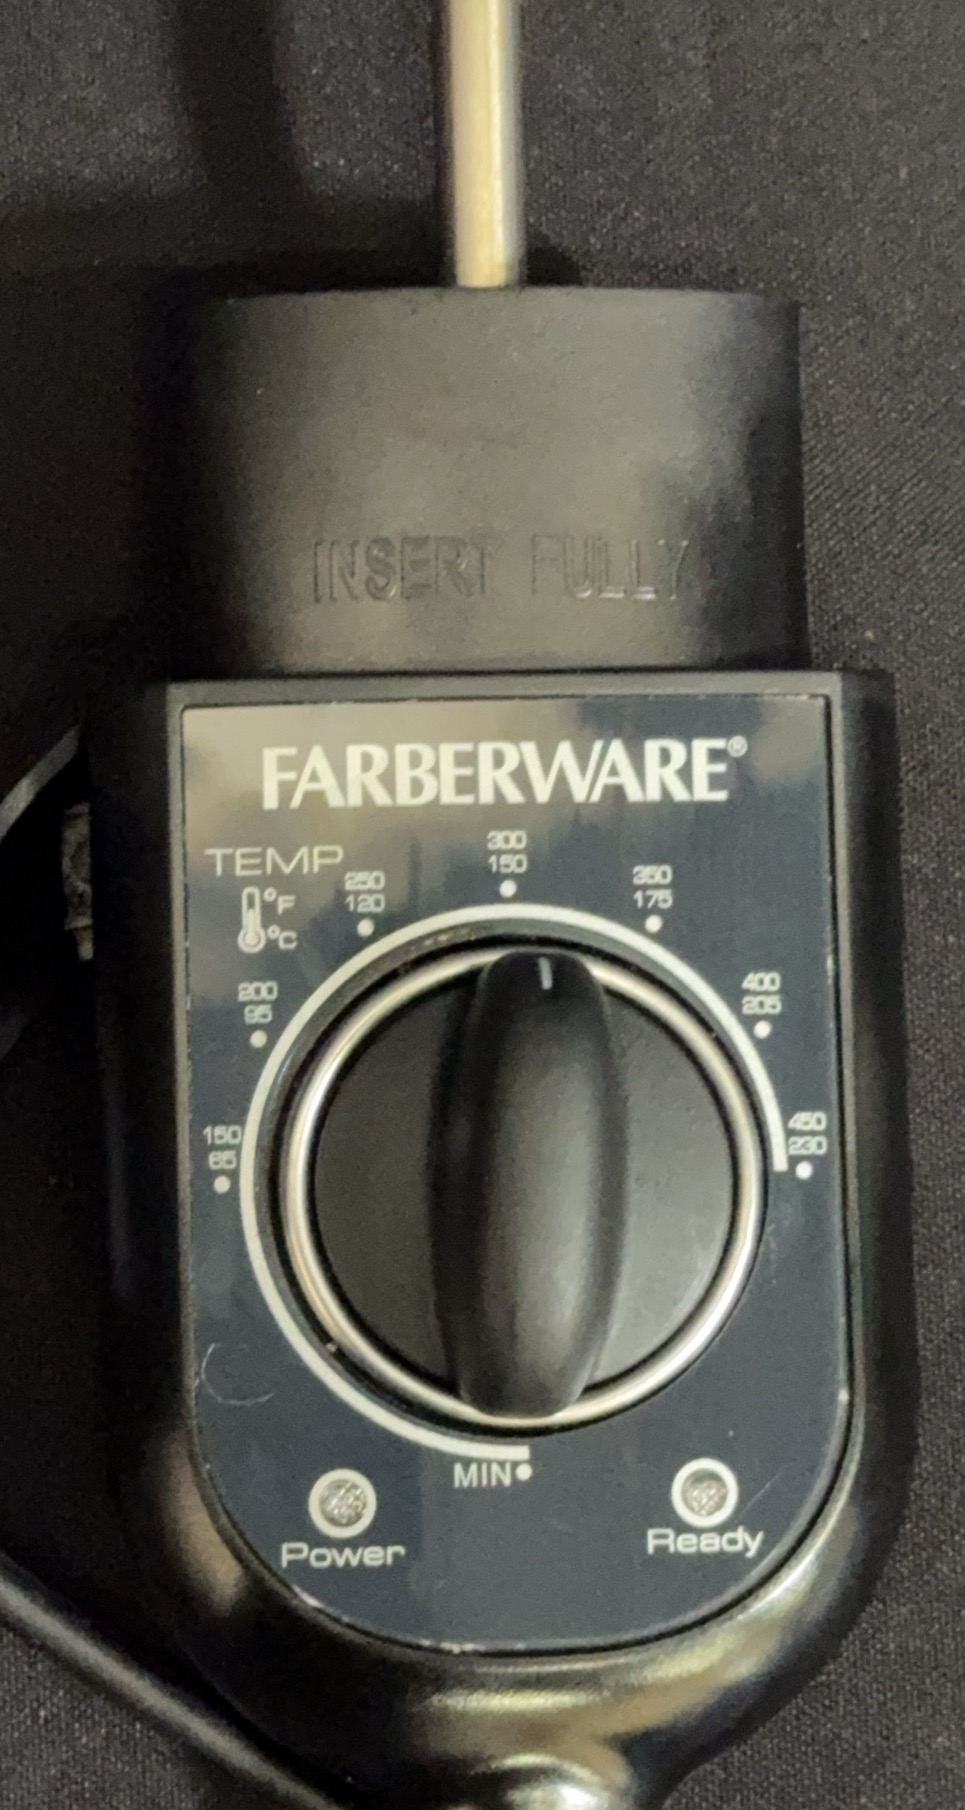 INSERT FULLY
FARBERWARE®
TEMP
°F
°C
150
65
200
95
250
120
300
150
350
175
400
205
450
230
MIN
Power
Ready